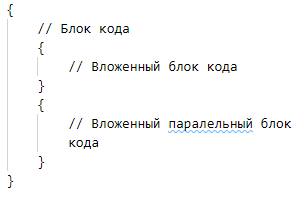 {
// Блок кода
{
// Вложенный блок кода
}
{
// Вложенный паралельный блок
кода
}
}